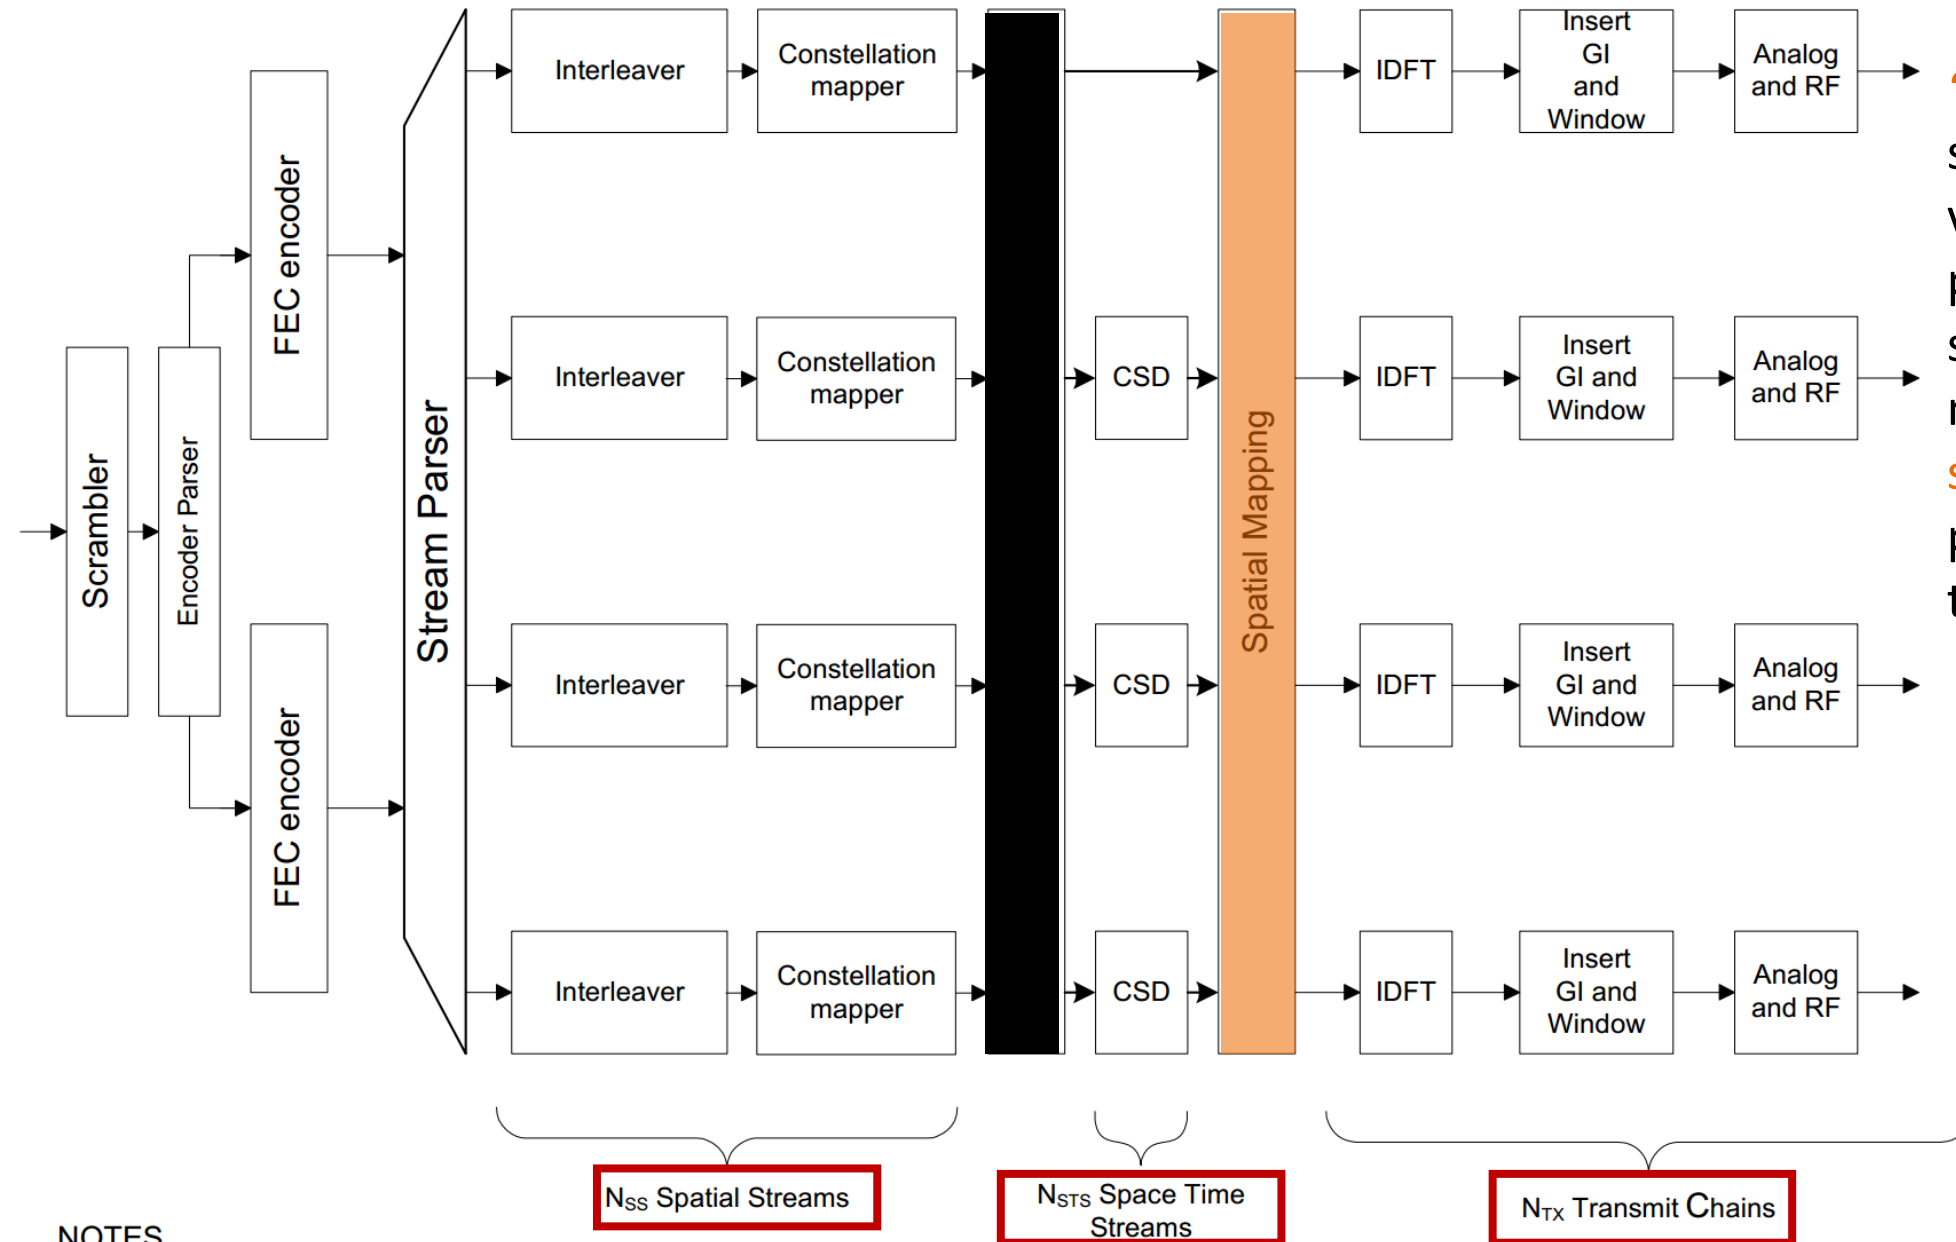 Scrambler
Encoder Parser
FEC encoder
FEC encoder
Stream Parser
Interleaver
Constellation
mapper
IDFT
Insert
GI
and
Window
Analog
and RF
Interleaver
Constellation
mapper
CSD
IDFT
Insert
GI and
Window
Analog
and RF
Spatial Mapping
Interleaver
Constellation
mapper
CSD
IDFT
Insert
GI and
Window
Analog
and RF
Interleaver
Constellation
mapper
CSD
IDFT
Insert
GI and
Window
Analog
and RF
NSS Spatial Streams
NSTS Space Time
Streams
NTX Transmit Chains
NOTES